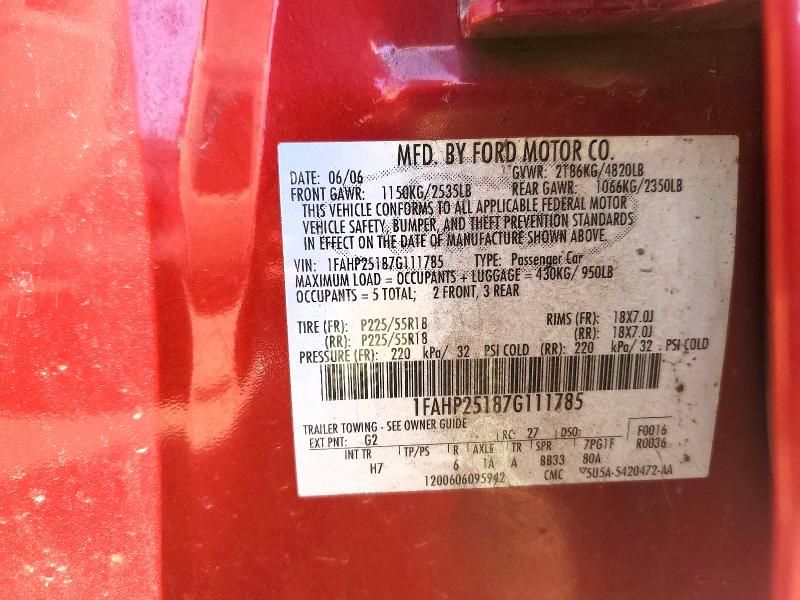 MFD. BY FORD MOTOR CO.
DATE: 06/06 GVWR: 2186KG/4820LB
FRONT GAWR: 1150KG/2535LB REAR GAWR: 1066KG/2350LB
THIS VEHICLE CONFORMS TO ALL APPLICABLE FEDERAL MOTOR
VEHICLE SAFETY, BUMPER, AND THEFT PREVENTION STANDARDS
IN EFFECT ON THE DATE OF MANUFACTURE SHOWN ABOVE.
VIN: 1FAHP25187G111785 TYPE: Passenger Car
MAXIMUM LOAD = OCCUPANTS + LUGGAGE = 430KG/ 950LB
OCCUPANTS = 5 TOTAL; 2 FRONT, 3 REAR
TIRE (FR): P225/55R18 RIMS (FR): 18X7.0J
(RR): P225/55R18 (RR): 18X7.0J
PRESSURE (FR): 220 kPa/ 32 PSI COLD (RR): 220 kPa/ 32 PSI COLD
1FAHP25187G111785
TRAILER TOWING - SEE OWNER GUIDE
EXT PNT: G2 RC: 27 DSO: F0016
INT TR TP/PS R AXLE TR SPR 7PG1F R0036
H7 6 1A A BB33 80A
1200606095942 CMC 5U5A-5420472-AA